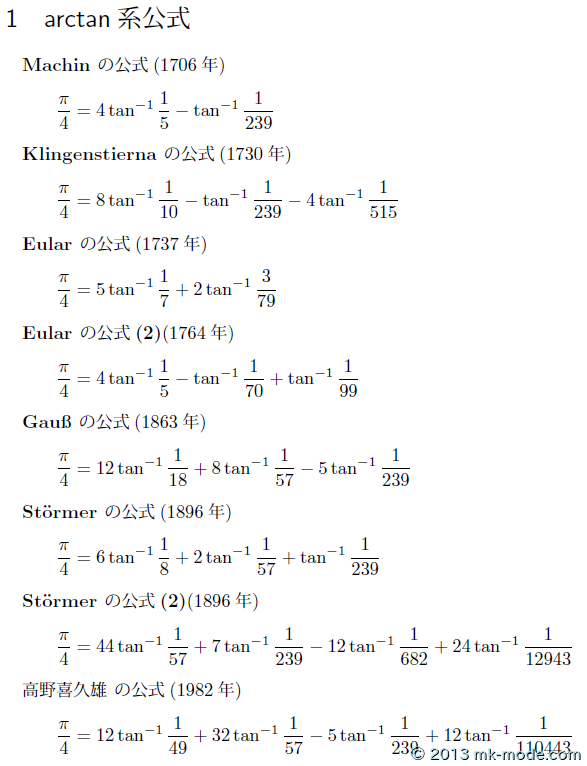 1 arctan 系公式
Machin の公式 (1706 年)
π/4 = 4 tan⁻¹ 1/5 − tan⁻¹ 1/239
Klingenstierna の公式 (1730 年)
π/4 = 8 tan⁻¹ 1/10 − tan⁻¹ 1/239 − 4 tan⁻¹ 1/515
Eular の公式 (1737 年)
π/4 = 5 tan⁻¹ 1/7 + 2 tan⁻¹ 3/79
Eular の公式 (2)(1764 年)
π/4 = 4 tan⁻¹ 1/5 − tan⁻¹ 1/70 + tan⁻¹ 1/99
Gauß の公式 (1863 年)
π/4 = 12 tan⁻¹ 1/18 + 8 tan⁻¹ 1/57 − 5 tan⁻¹ 1/239
Störmer の公式 (1896 年)
π/4 = 6 tan⁻¹ 1/8 + 2 tan⁻¹ 1/57 + tan⁻¹ 1/239
Störmer の公式 (2)(1896 年)
π/4 = 44 tan⁻¹ 1/57 + 7 tan⁻¹ 1/239 − 12 tan⁻¹ 1/682 + 24 tan⁻¹ 1/12943
高野喜久雄 の公式 (1982 年)
π/4 = 12 tan⁻¹ 1/49 + 32 tan⁻¹ 1/57 − 5 tan⁻¹ 1/239 + 12 tan⁻¹ 1/110443
© 2013 mk-mode.com